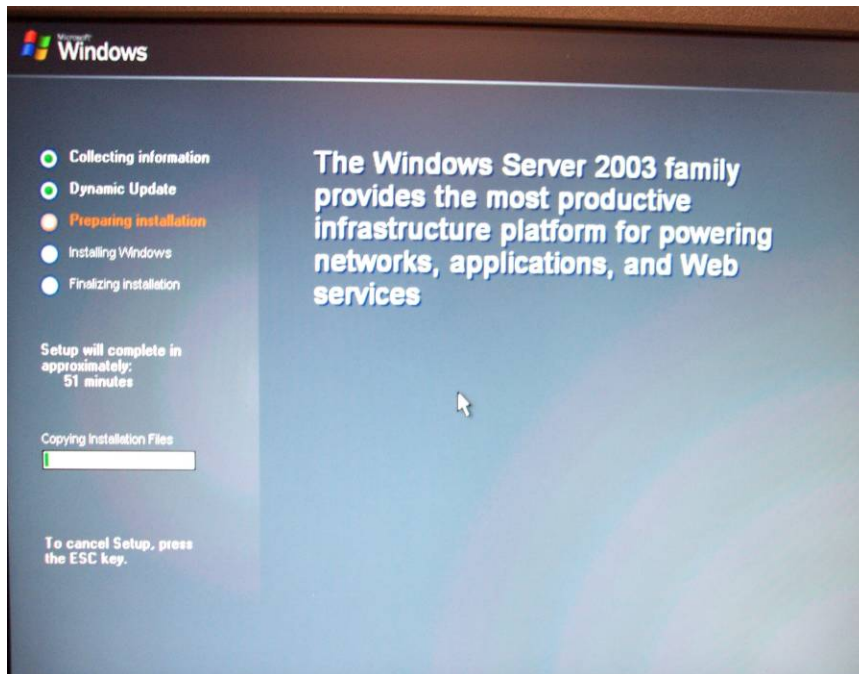 Microsoft
Windows
Collecting information
Dynamic Update
Preparing installation
Installing Windows
Finalizing installation
Setup will complete in
approximately:
51 minutes
Copying Installation Files
To cancel Setup, press
the ESC key.
The Windows Server 2003 family
provides the most productive
infrastructure platform for powering
networks, applications, and Web
services